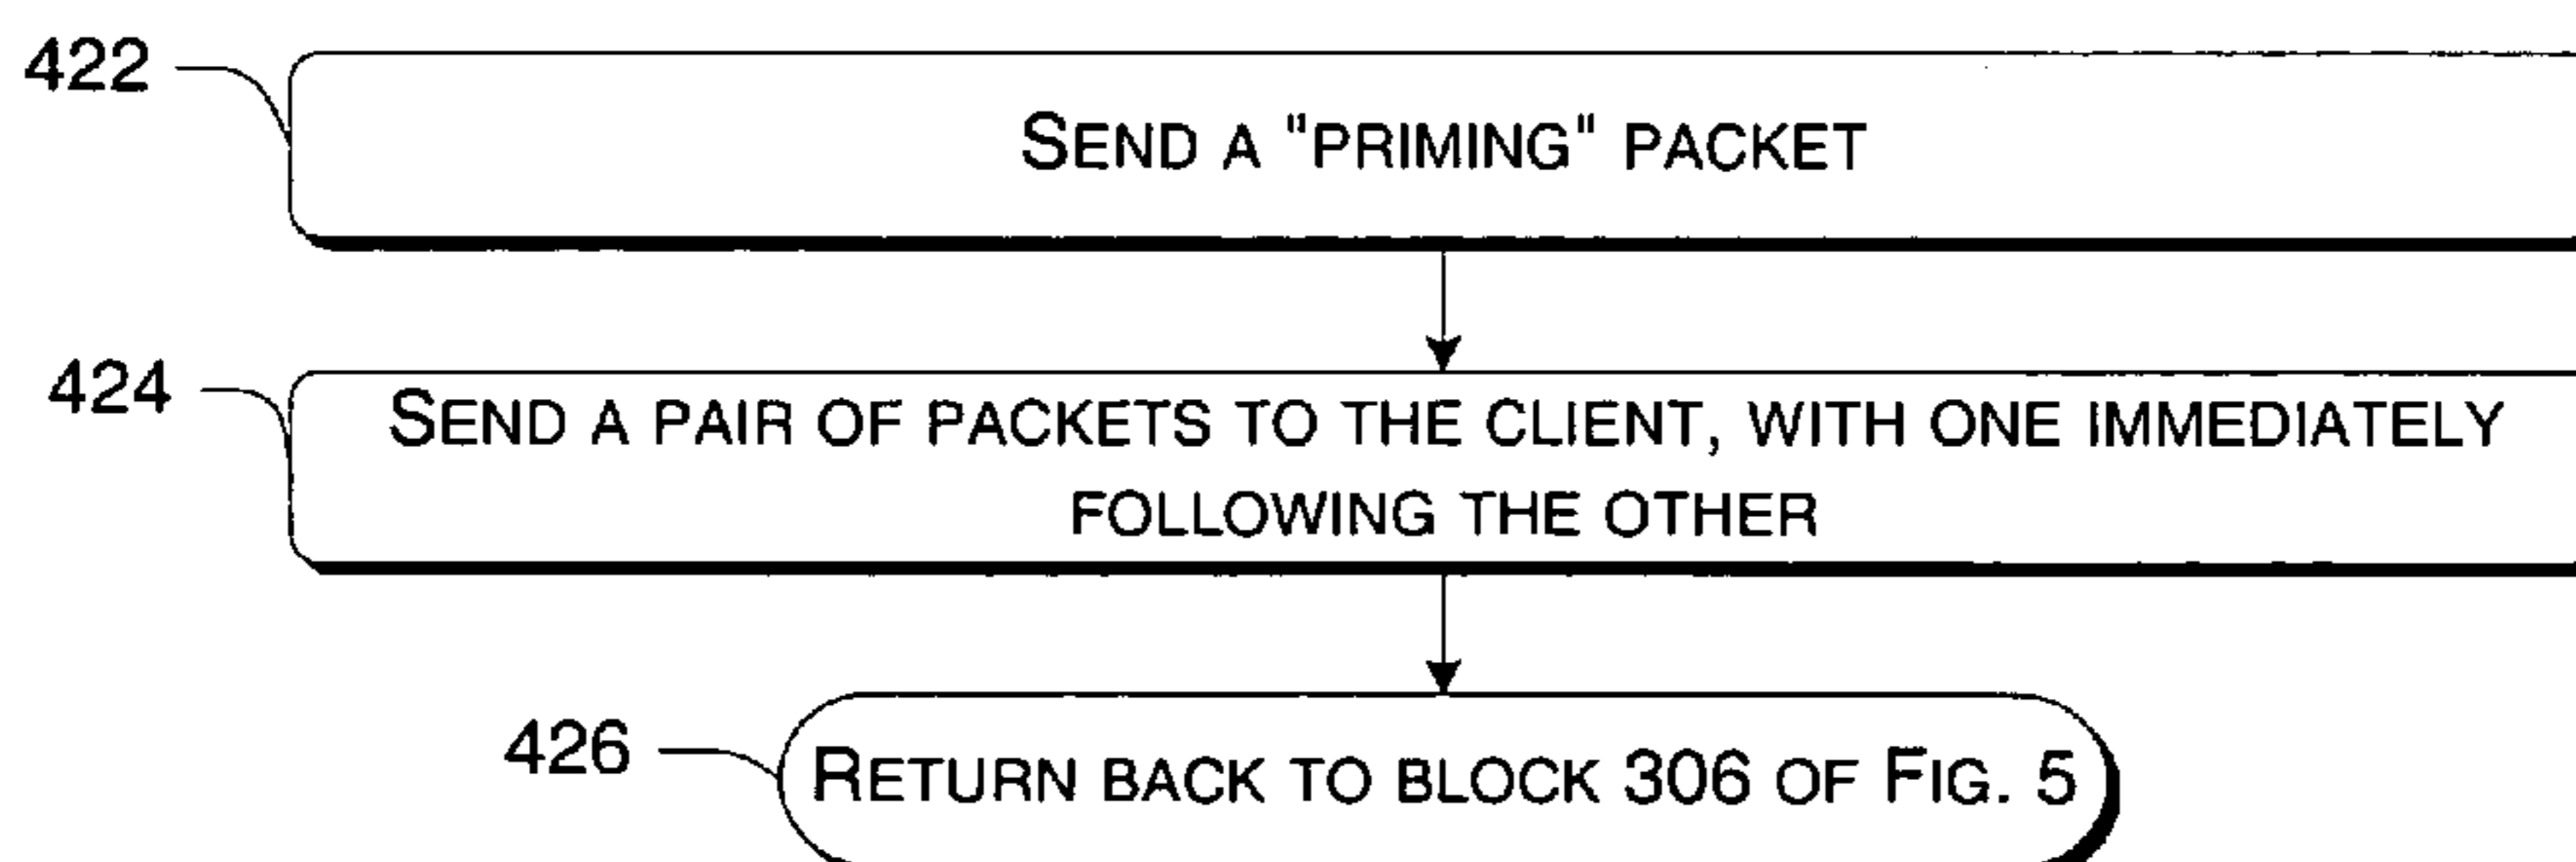 422
SEND A "PRIMING" PACKET
424
SEND A PAIR OF PACKETS TO THE CLIENT, WITH ONE IMMEDIATELY
FOLLOWING THE OTHER
426
RETURN BACK TO BLOCK 306 OF FIG. 5